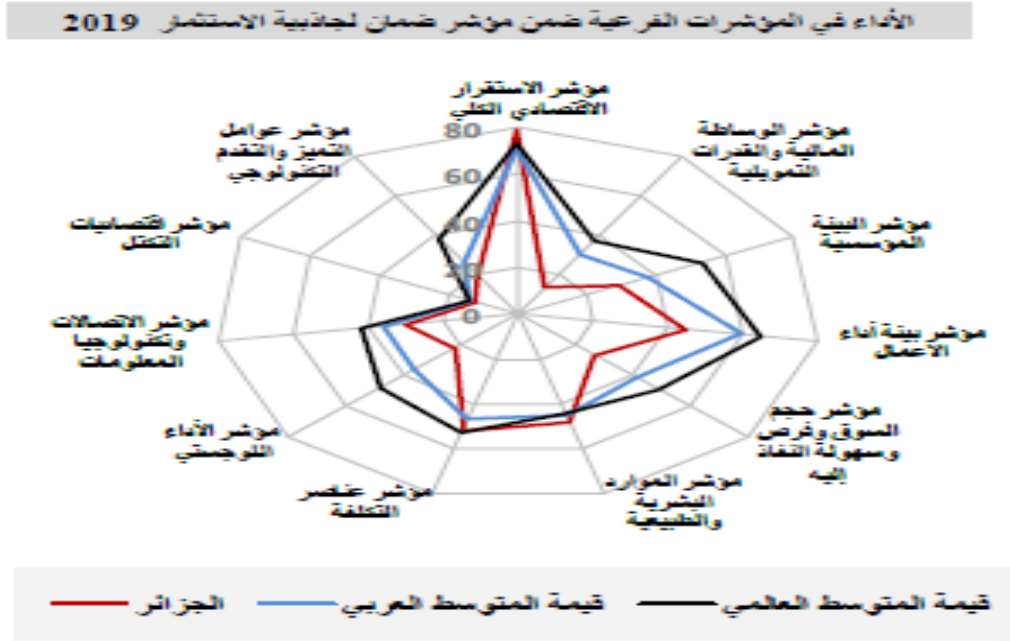 الأداء في المؤشرات الفرعية ضمن مؤشر ضمان لجاذبية الاستثمار 2019
مؤشر الاستقرار
الاقتصادي الكلي
مؤشر الوساطة
المالية والقدرات
التمويلية
مؤشر البيئة
المؤسسية
مؤشر بيئة أداء
الأعمال
مؤشر حجم
السوق وفرص
وسهولة النفاذ
إليه
مؤشر الموارد
البشرية
والطبيعية
مؤشر عناصر
التكلفة
مؤشر الأداء
اللوجستي
مؤشر الاتصالات
وتكنولوجيا
المعلومات
مؤشر اقتصاديات
التكتل
مؤشر عوامل
التميز والتقدم
التكنولوجي
80
60
40
20
0
الجزائر
قيمة المتوسط العربي
قيمة المتوسط العالمي